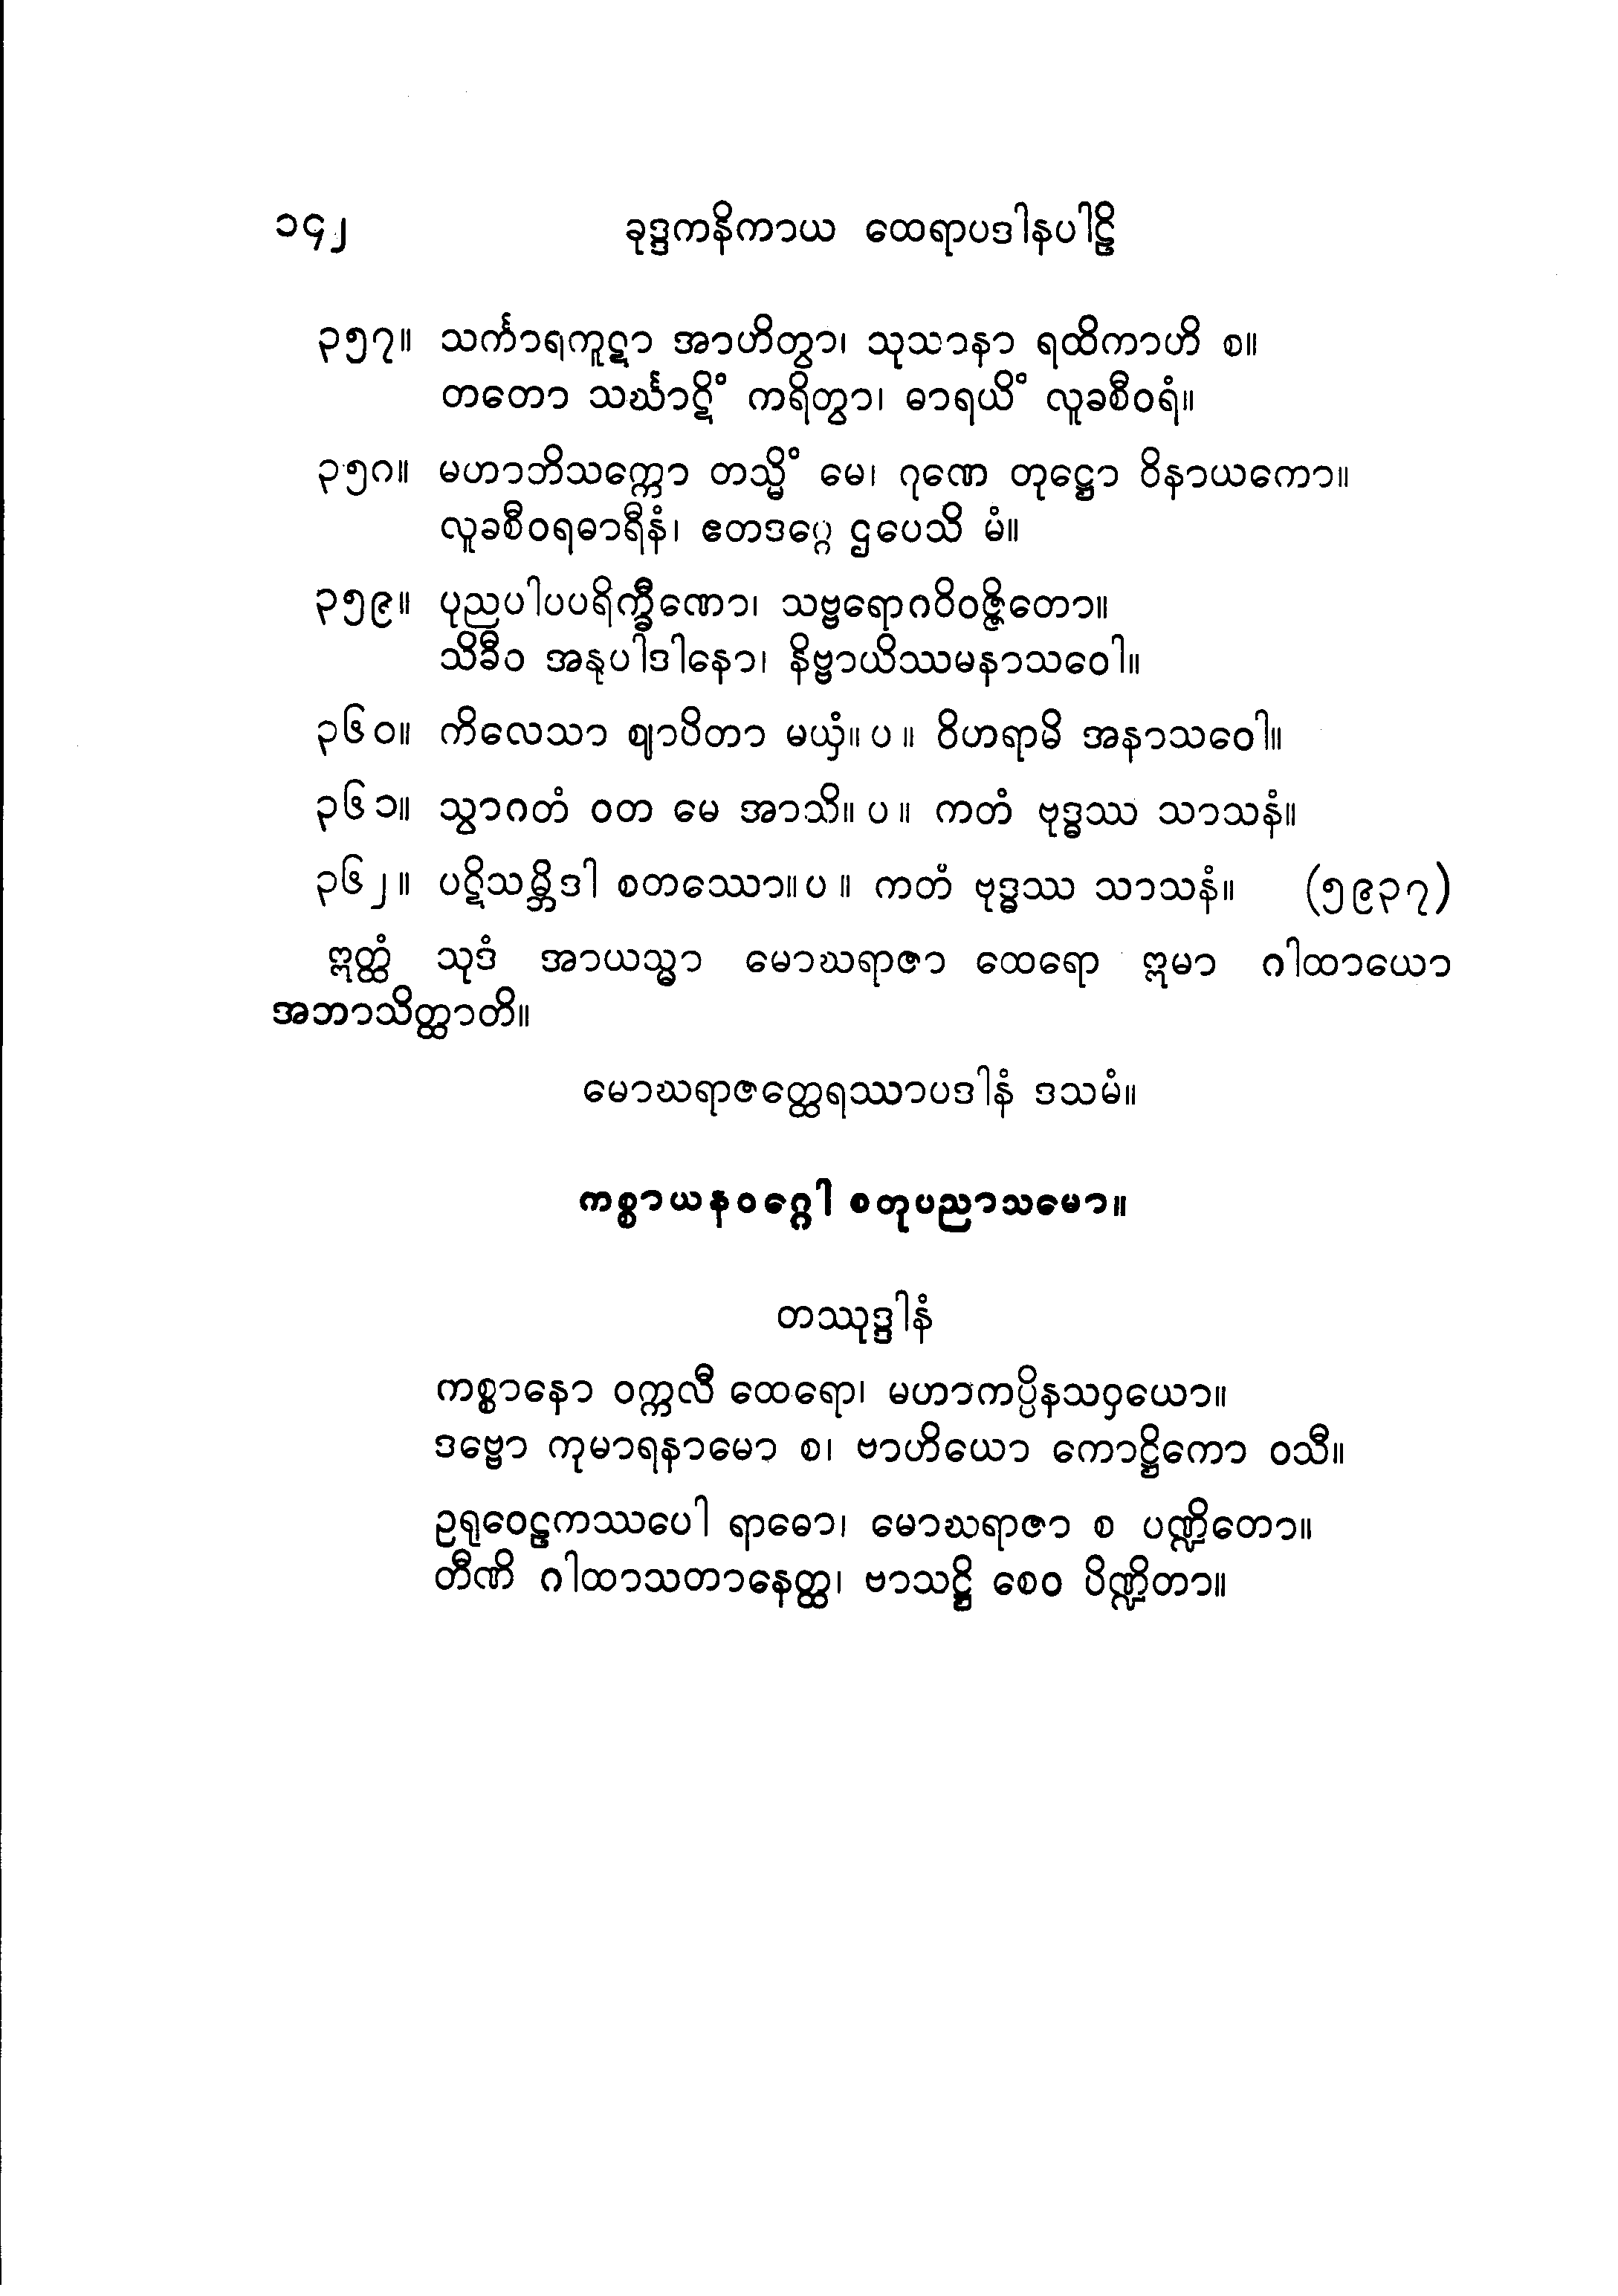 ၁၄၂ ခုဒ္ဒကနိကာယ ထေရာပဒါနပါဠိ
၃၅၇။ သင်္ကာရကူဋာ အာဟိတွာ၊ သုသာနာ ရထိကာဟိ စ။
တတော သင်္ဃာဋိံ ကရိတွာ၊ ဓာရယိံ လူခစီဝရံ။
၃၅၈။ မဟာဘိသက္ကော တသ္မိံ မေ၊ ဂုဏေ တုဋ္ဌော ဝိနာယကော။
လူခစီဝရဓာရီနံ၊ ဧတဒဂ္ဂေ ဌပေသိ မံ။
၃၅၉။ ပုညပါပပရိက္ခီဏော၊ သဗ္ဗရောဂဝိဝဇ္ဇိတော။
သိခီဝ အနုပါဒါနော၊ နိဗ္ဗာယိဿမနာသဝေါ။
၃၆၀။ ကိလေသာ ဈာပိတာ မယှံ။ ပ ။ ဝိဟရာမိ အနာသဝေါ။
၃၆၁။ သွာဂတံ ဝတ မေ အာသိ။ ပ ။ ကတံ ဗုဒ္ဓဿ သာသနံ။
၃၆၂။ ပဋိသမ္ဘိဒါ စတဿော။ ပ ။ ကတံ ဗုဒ္ဓဿ သာသနံ။ (၅၉၃၇)
ဣတ္ထံ သုဒံ အာယသ္မာ မောဃရာဇာ ထေရော ဣမာ ဂါထာယော
အဘာသိတ္ထာတိ။
မောဃရာဇတ္ထေရဿာပဒါနံ ဒသမံ။
ကစ္စာယနဝဂ္ဂေါ စတုပညာသမော။
တဿုဒ္ဒါနံ
ကစ္စာနော ဝက္ကလီ ထေရော၊ မဟာကပ္ပိနသဝှယော။
ဒဗ္ဗော ကုမာရနာမော စ၊ ဗာဟိယော ကောဋ္ဌိကော ဝသီ။
ဥရုဝေဠကဿပေါ ရာဓော၊ မောဃရာဇာ စ ပဏ္ဍိတော။
တီဏိ ဂါထာသတာနေတ္ထ၊ ဗာသဋ္ဌိ စေဝ ပိဏ္ဍိတာ။